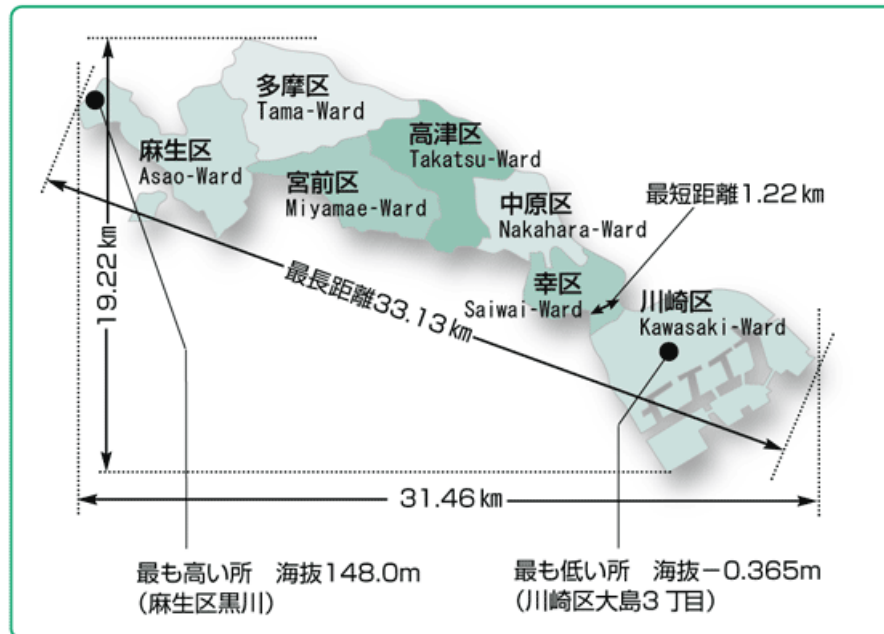 多摩区
Tama-Ward
高津区
Takatsu-Ward
麻生区
Asao-Ward
宮前区
Miyamae-Ward
中原区
Nakahara-Ward
最短距離1.22km
幸区
Saiwai-Ward
川崎区
Kawasaki-Ward
19.22km
最長距離33.13km
31.46km
最も高い所 海抜148.0m
（麻生区黒川）
最も低い所 海抜−0.365m
（川崎区大島3丁目）